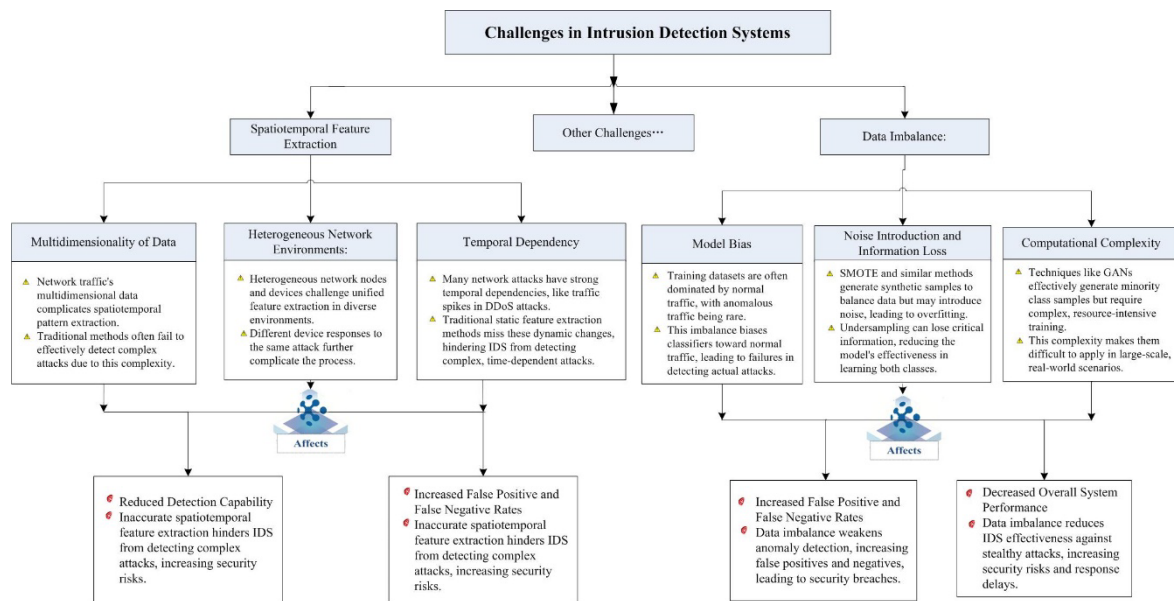 Challenges in Intrusion Detection Systems
Spatiotemporal Feature
Extraction
Other Challenges…
Data Imbalance:
Multidimensionality of Data
Network traffic's
multidimensional data
complicates spatiotemporal
pattern extraction.
Traditional methods often fail to
effectively detect complex
attacks due to this complexity.
Heterogeneous Network
Environments:
Heterogeneous network nodes
and devices challenge unified
feature extraction in diverse
environments.
Different device responses to
the same attack further
complicate the process.
Temporal Dependency
Many network attacks have strong
temporal dependencies, like traffic
spikes in DDoS attacks.
Traditional static feature extraction
methods miss these dynamic changes,
hindering IDS from detecting
complex, time-dependent attacks.
Model Bias
Training datasets are often
dominated by normal
traffic, with anomalous
traffic being rare.
This imbalance biases
classifiers toward normal
traffic, leading to failures in
detecting actual attacks.
Noise Introduction and
Information Loss
SMOTE and similar methods
generate synthetic samples to
balance data but may introduce
noise, leading to overfitting.
Undersampling can lose critical
information, reducing the
model's effectiveness in
learning both classes.
Computational Complexity
Techniques like GANs
effectively generate minority
class samples but require
complex, resource-intensive
training.
This complexity makes them
difficult to apply in large-scale,
real-world scenarios.
Affects
Affects
Reduced Detection Capability
Inaccurate spatiotemporal
feature extraction hinders IDS
from detecting complex
attacks, increasing security
risks.
Increased False Positive and
False Negative Rates
Inaccurate spatiotemporal
feature extraction hinders IDS
from detecting complex
attacks, increasing security
risks.
Increased False Positive and
False Negative Rates
Data imbalance weakens
anomaly detection, increasing
false positives and negatives,
leading to security breaches.
Decreased Overall System
Performance
Data imbalance reduces
IDS effectiveness against
stealthy attacks, increasing
security risks and response
delays.